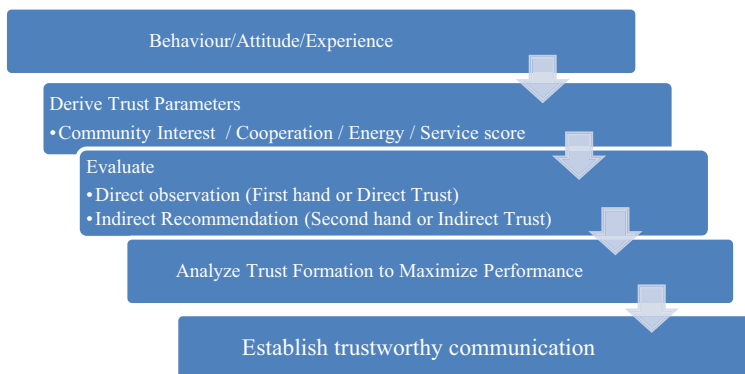 Behaviour/Attitude/Experience
Derive Trust Parameters
•Community Interest / Cooperation / Energy / Service score
Evaluate
•Direct observation (First hand or Direct Trust)
•Indirect Recommendation (Second hand or Indirect Trust)
Analyze Trust Formation to Maximize Performance
Establish trustworthy communication